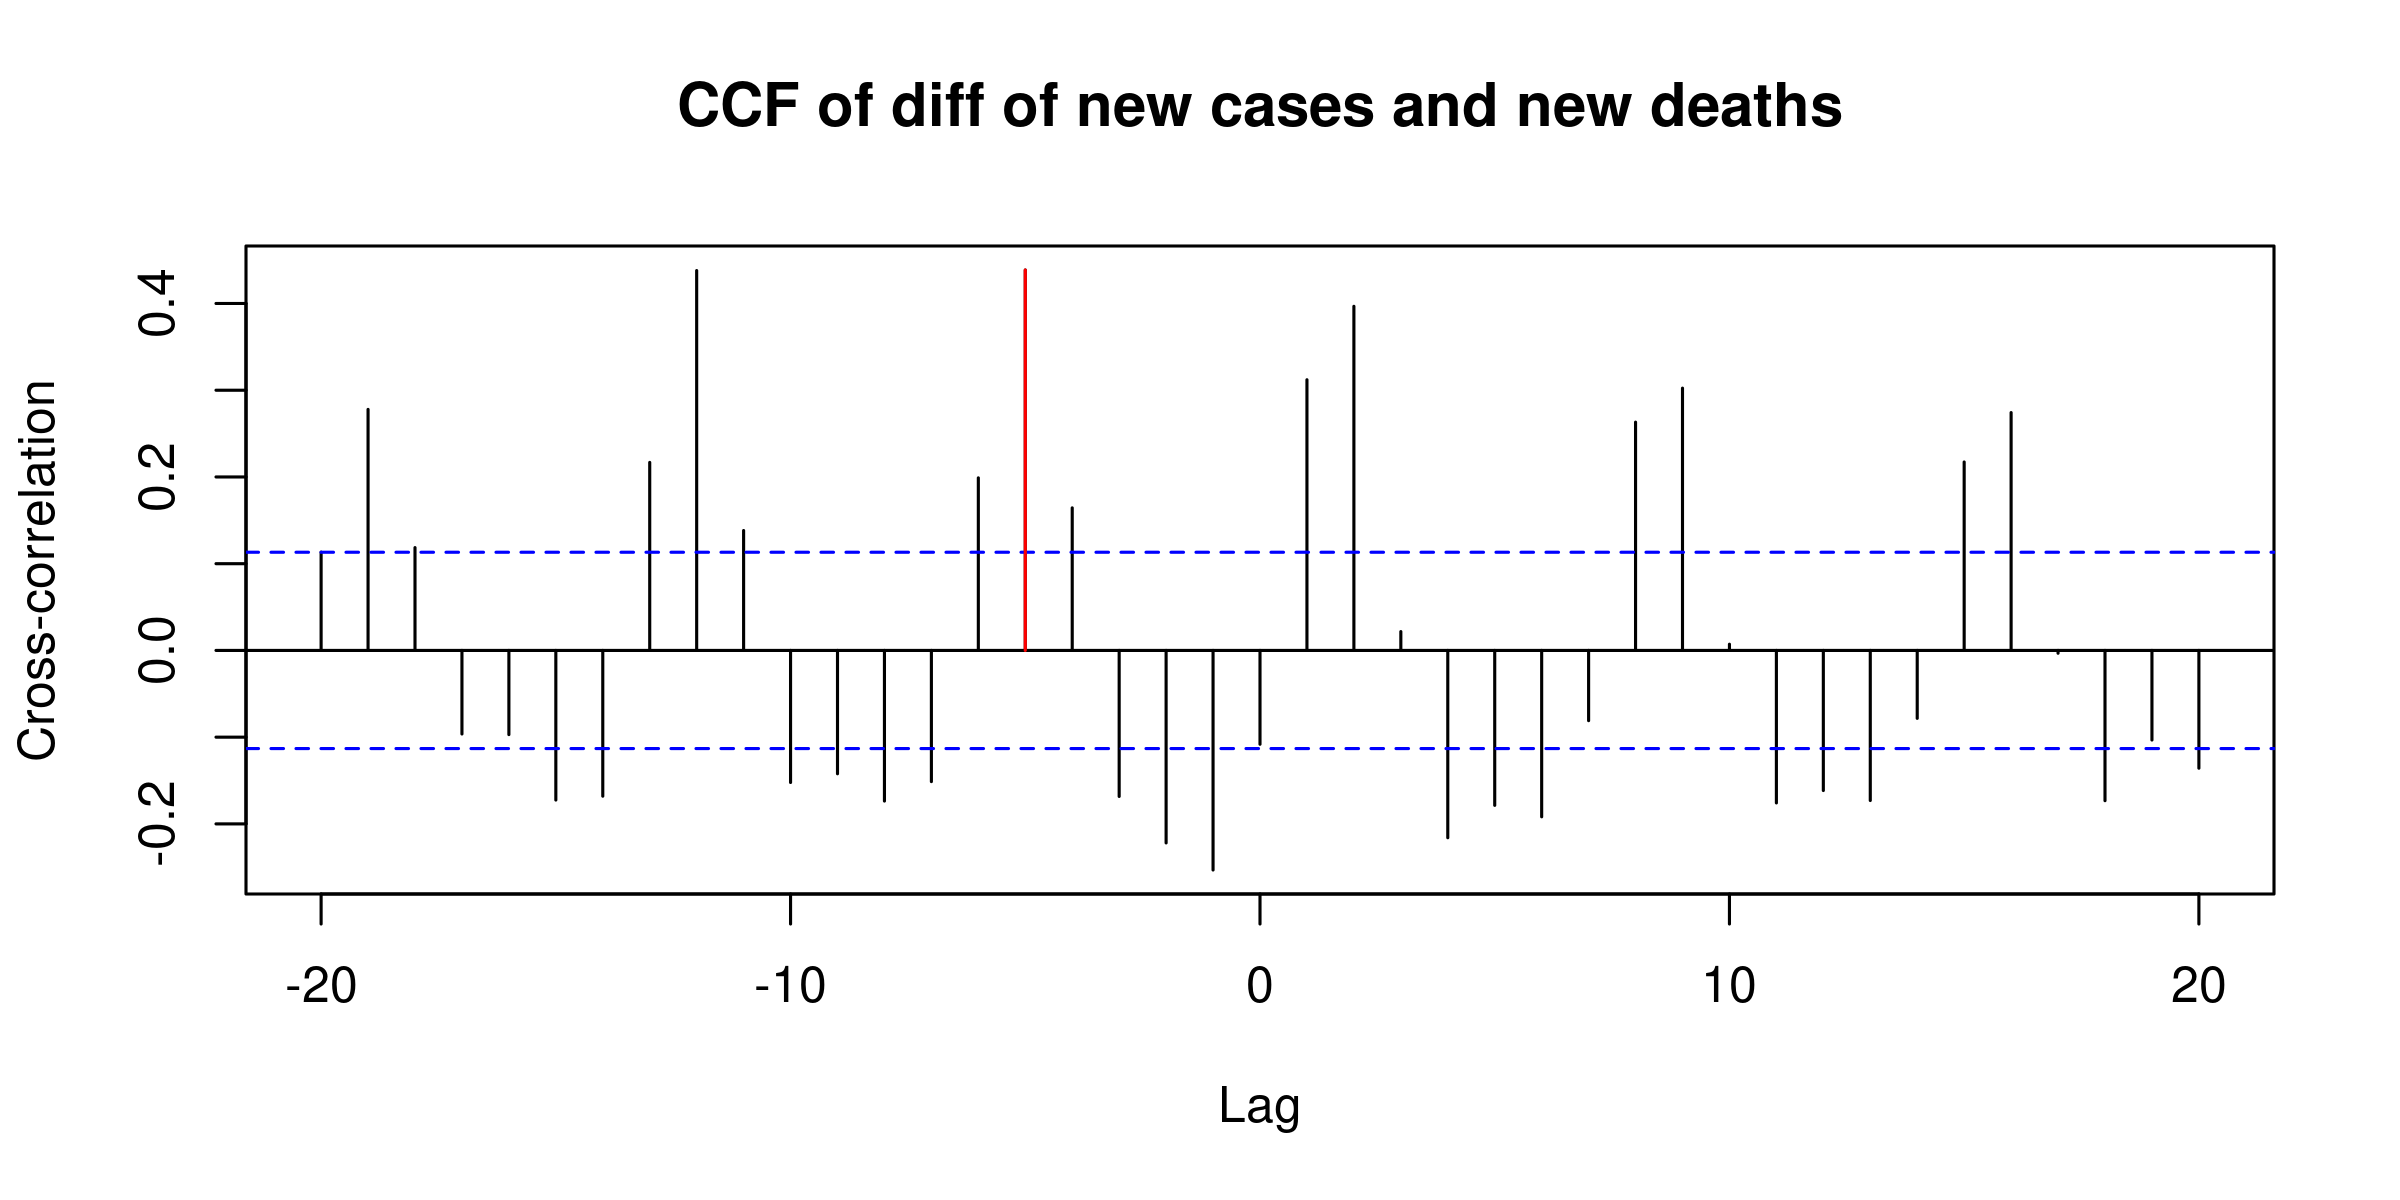 CCF of diff of new cases and new deaths
Cross-correlation
0.4
0.2
0.0
-0.2
-20 -10 0 10 20
Lag